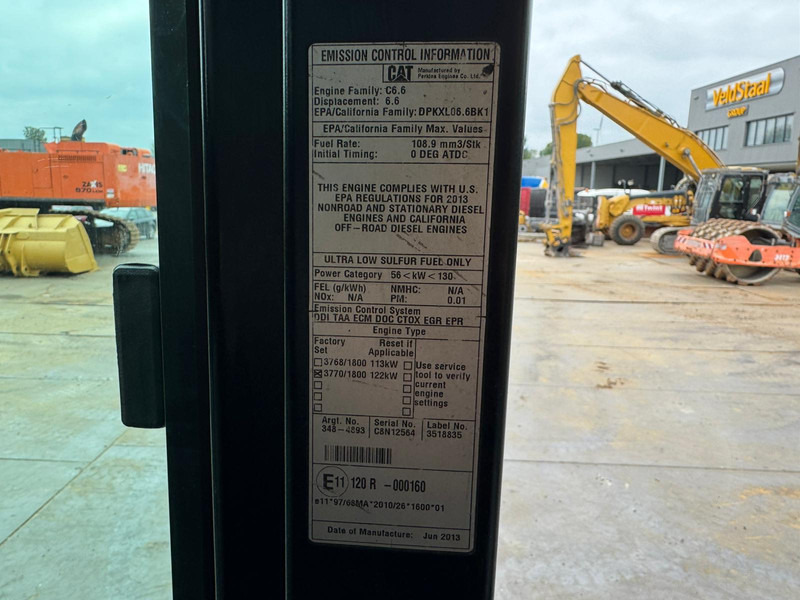 EMISSION CONTROL INFORMATION
CAT Manufactured by
Perkins Engines Co. Ltd.
Engine Family: C6.6
Displacement: 6.6
EPA/California Family: DPKXL06.6BK1
EPA/California Family Max. Values
Fuel Rate: 108.9 mm3/Stk
Initial Timing: 0 DEG ATDC
THIS ENGINE COMPLIES WITH U.S.
EPA REGULATIONS FOR 2013
NONROAD AND STATIONARY DIESEL
ENGINES AND CALIFORNIA
OFF-ROAD DIESEL ENGINES
ULTRA LOW SULFUR FUEL ONLY
Power Category 56<kW<130
FEL (g/kWh) NMHC: N/A
NOx: N/A PM: 0.01
Emission Control System
DDI TAA ECM DOC CTOX EGR EPR
Engine Type
Factory Set
Reset if Applicable
3768/1800 113kW
3770/1800 122kW
Use service
tool to verify
current
engine
settings
Argt. No. Serial No. Label No.
348-4893 C8N12564 3518835
E11 120 R -000160
e11*97/68MA*2010/26*1600*01
Date of Manufacture: Jun 2013
VeldStaal
GROUP
HITACHI
ZAXIS
670